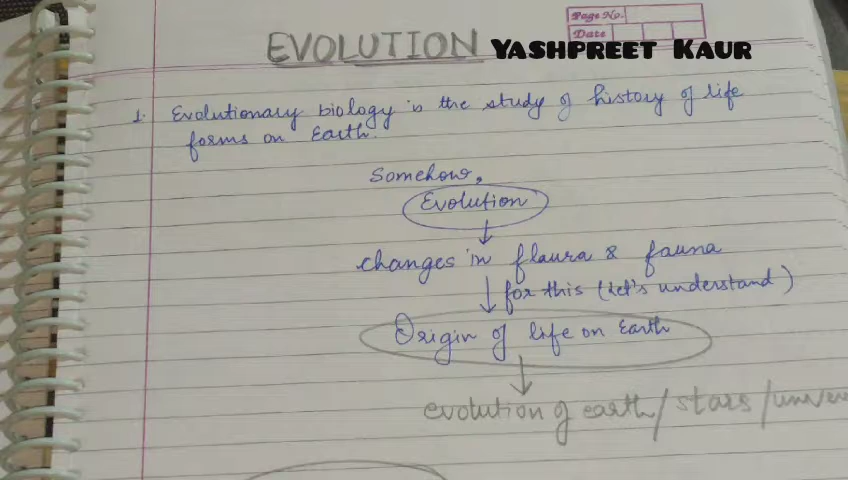 Page No.
Date
EVOLUTION YASHPREET KAUR
1. Evolutionary biology is the study of history of life
forms on Earth.
Somehow,
Evolution
changes in flaura & fauna
for this (let's understand)
Origin of life on Earth
evolution of earth/stars/univer